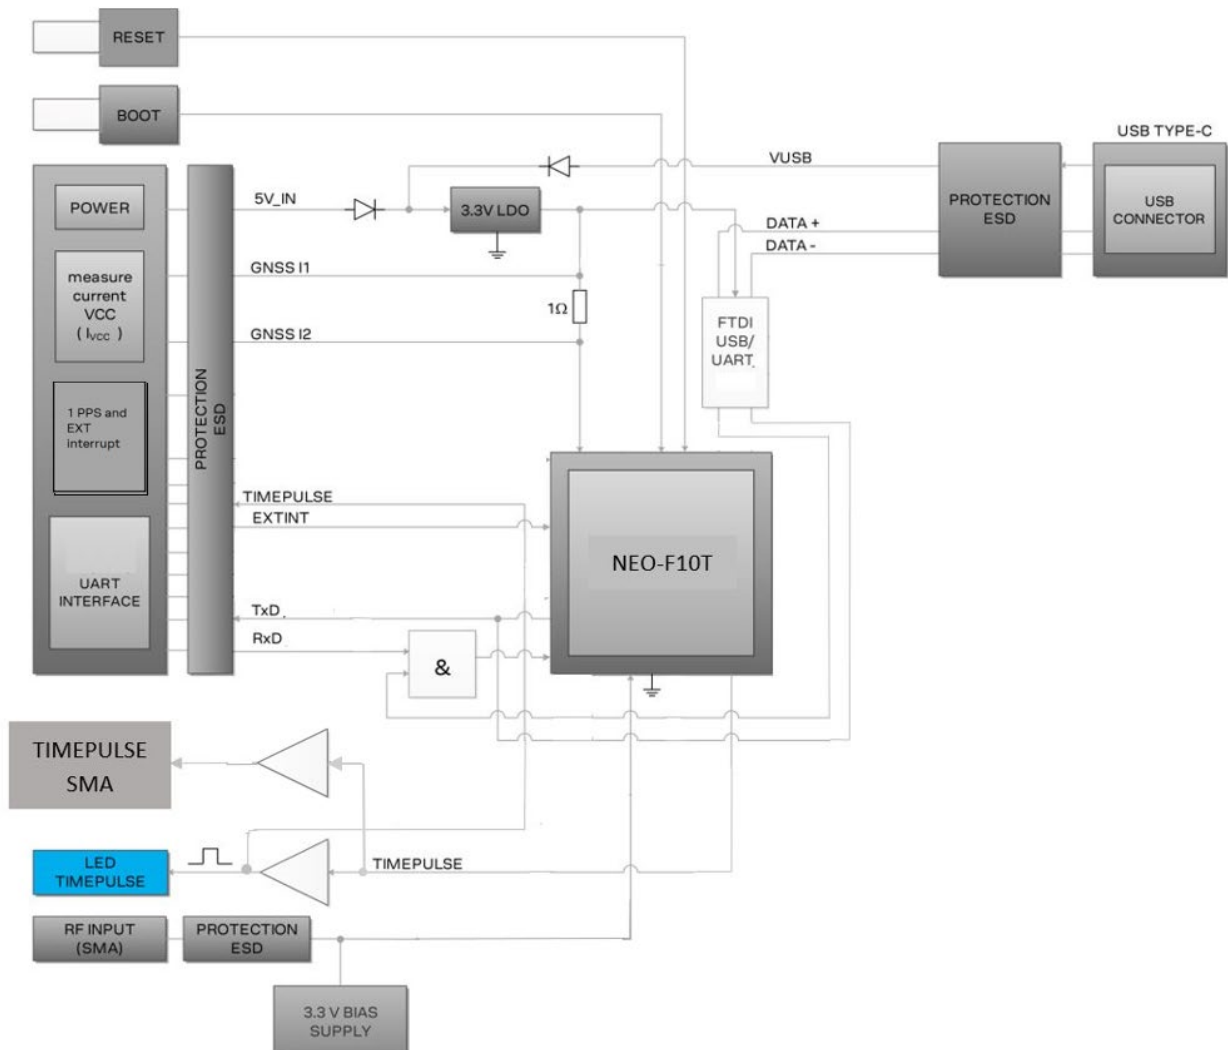 RESET
BOOT
USB TYPE-C
VUSB
POWER
5V_IN
3.3V LDO
PROTECTION
ESD
USB
CONNECTOR
DATA +
DATA -
measure
current
VCC
( IVCC )
GNSS I1
1Ω
GNSS I2
FTDI
USB/
UART
PROTECTION
ESD
1 PPS and
EXT
interrupt
TIMEPULSE
EXTINT
NEO-F10T
UART
INTERFACE
TxD
RxD
&
TIMEPULSE
SMA
LED
TIMEPULSE
TIMEPULSE
RF INPUT
(SMA)
PROTECTION
ESD
3.3 V BIAS
SUPPLY